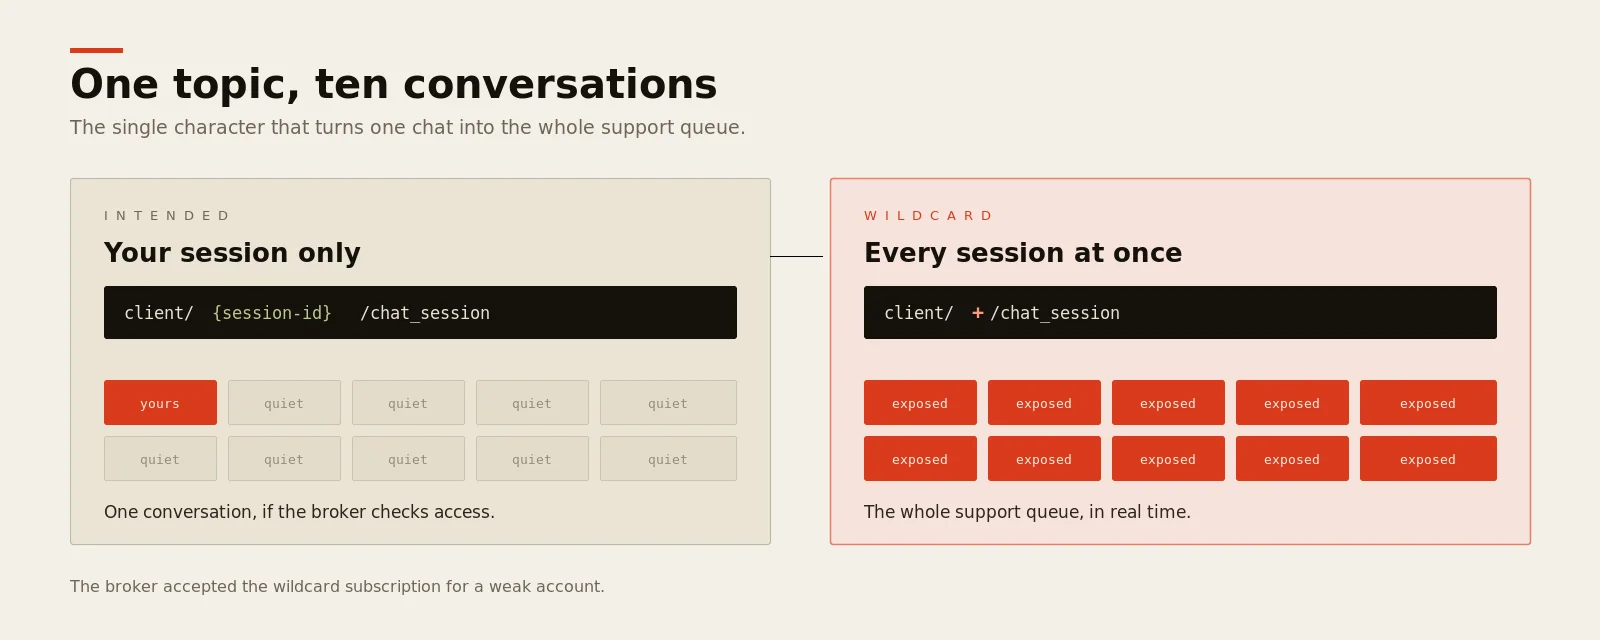 One topic, ten conversations
The single character that turns one chat into the whole support queue.
INTENDED
Your session only
client/ {session-id} /chat_session
yours quiet quiet quiet quiet
quiet quiet quiet quiet quiet
One conversation, if the broker checks access.
WILDCARD
Every session at once
client/ + /chat_session
exposed exposed exposed exposed exposed
exposed exposed exposed exposed exposed
The whole support queue, in real time.
The broker accepted the wildcard subscription for a weak account.